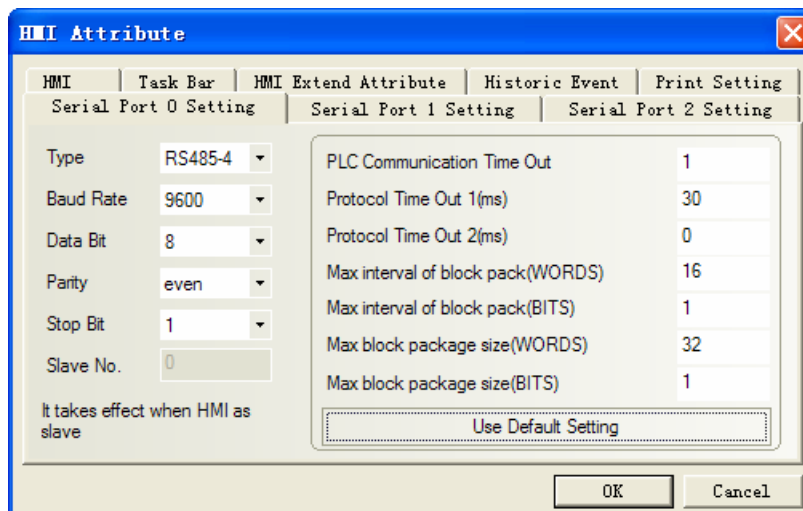 HMI Attribute
HMI Task Bar HMI Extend Attribute Historic Event Print Setting
Serial Port 0 Setting Serial Port 1 Setting Serial Port 2 Setting
Type RS485-4
Baud Rate 9600
Data Bit 8
Parity even
Stop Bit 1
Slave No. 0
It takes effect when HMI as
slave
PLC Communication Time Out 1
Protocol Time Out 1(ms) 30
Protocol Time Out 2(ms) 0
Max interval of block pack(WORDS) 16
Max interval of block pack(BITS) 1
Max block package size(WORDS) 32
Max block package size(BITS) 1
Use Default Setting
OK Cancel